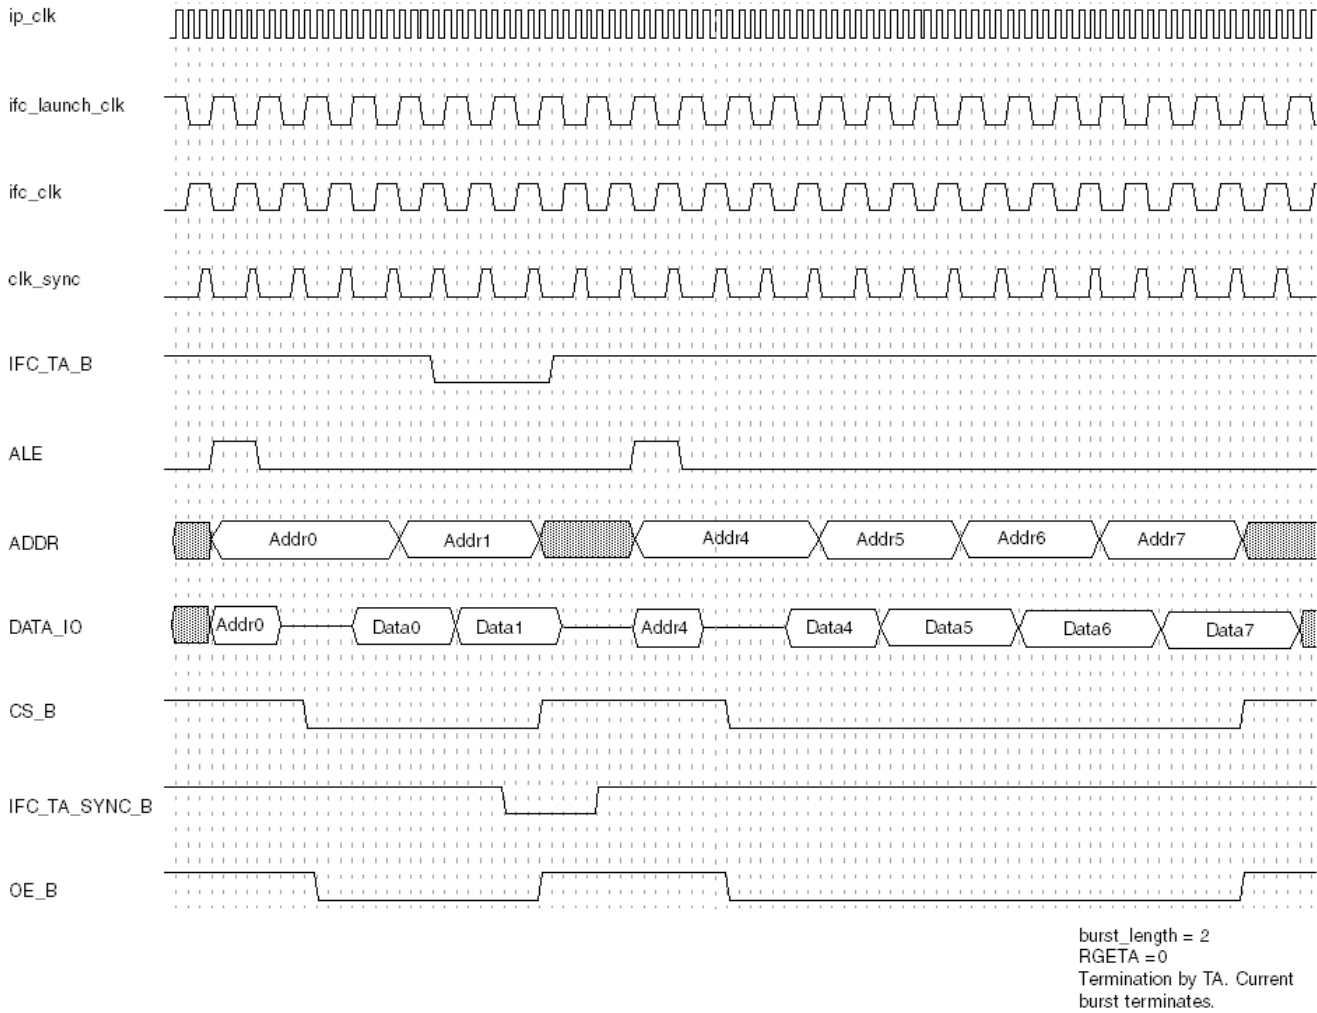 ip_clk
ifc_launch_clk
ifc_clk
clk_sync
IFC_TA_B
ALE
ADDR
Addr0 Addr1 Addr4 Addr5 Addr6 Addr7
DATA_IO
Addr0 Data0 Data1 Addr4 Data4 Data5 Data6 Data7
CS_B
IFC_TA_SYNC_B
OE_B
burst_length = 2
RGETA =0
Termination by TA. Current
burst terminates.